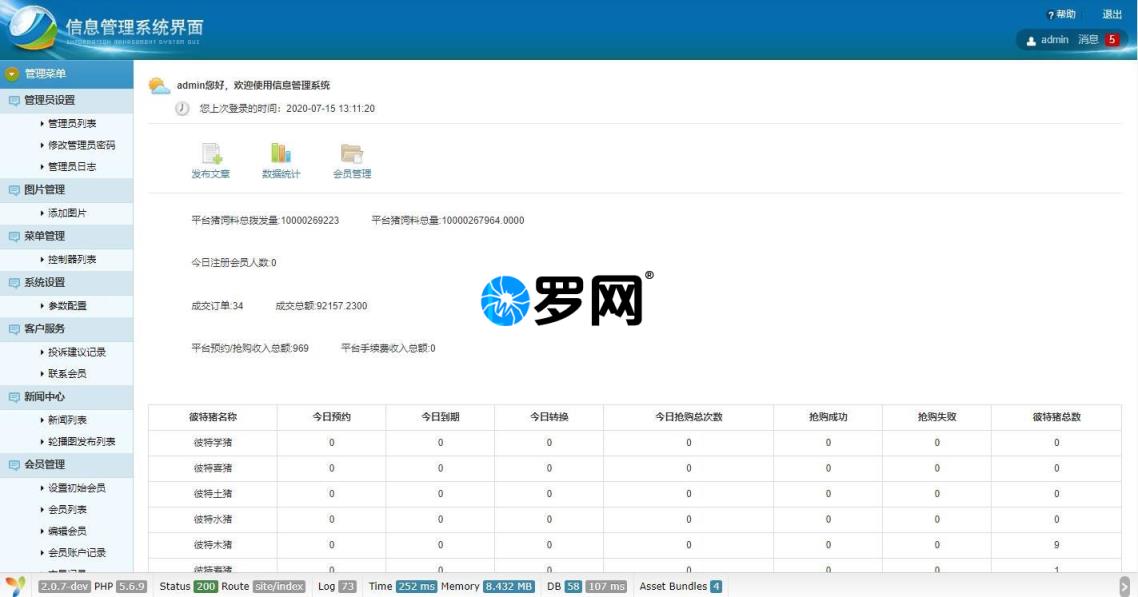 信息管理系统界面
INFORMATION MANAGEMENT SYSTEM GUI
帮助 退出
admin 消息 5
管理菜单
管理员设置
管理员列表
修改管理员密码
管理员日志
图片管理
添加图片
菜单管理
控制器列表
系统设置
参数配置
客户服务
投诉建议记录
联系会员
新闻中心
新闻列表
轮播图发布列表
会员管理
设置初始会员
会员列表
编辑会员
会员账户记录
admin您好，欢迎使用信息管理系统
您上次登录的时间：2020-07-15 13:11:20
发布文章 数据统计 会员管理
平台猪饲料总拨发量:10000269223 平台猪饲料总量:10000267964.0000
今日注册会员人数:0
成交订单:34 成交总额:92157.2300
平台预约/抢购收入总额:969 平台手续费收入总额:0
罗网®
彼特猪名称 今日预约 今日到期 今日转换 今日抢购总次数 抢购成功 抢购失败 彼特猪总数
彼特学猪 0 0 0 0 0 0 0
彼特喜猪 0 0 0 0 0 0 0
彼特土猪 0 0 0 0 0 0 0
彼特水猪 0 0 0 0 0 0 0
彼特木猪 0 0 0 0 0 0 9
0 0 0 0 0 0 1
2.0.7-dev PHP 5.6.9 Status 200 Route site/index Log 73 Time 252 ms Memory 8.432 MB DB 58 107 ms Asset Bundles 4